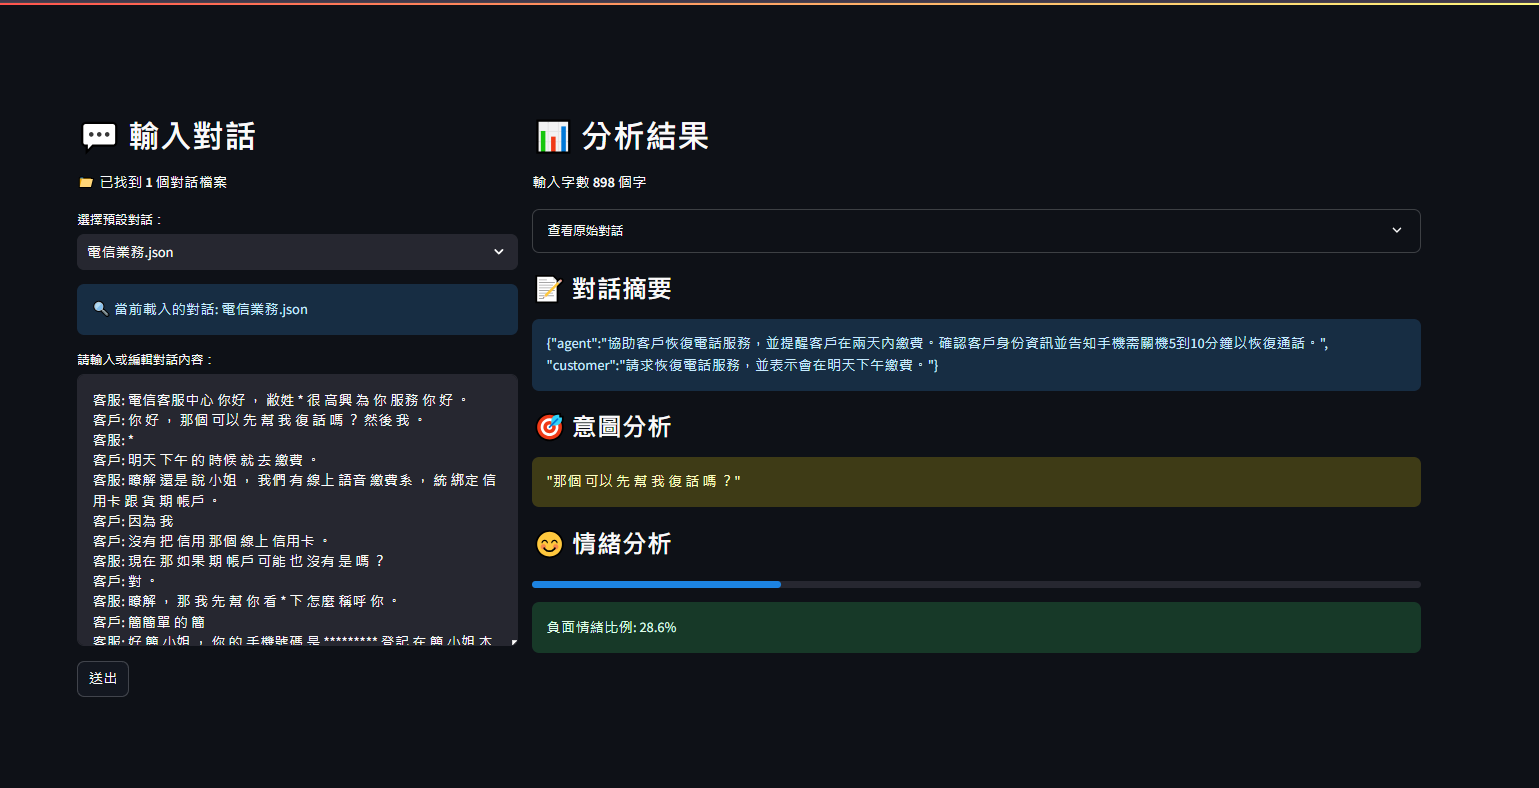 輸入對話
已找到 1 個對話檔案
選擇預設對話：
電信業務.json
當前載入的對話: 電信業務.json
請輸入或編輯對話內容：
客服: 電信客服中心 你好 ， 敝姓 * 很 高興 為 你 服務 你 好 。
客戶: 你 好 ， 那個 可以 先 幫 我 復 話 嗎 ？ 然後 我 。
客服: *
客戶: 明天 下午 的 時候 就 去 繳費 。
客服: 瞭解 還是 說 小姐 ， 我們 有 線上 語音 繳費 系 ， 統 綁定 信
用卡 跟 貨 期 帳戶 。
客戶: 因為 我
客戶: 沒有 把 信用 那個 線上 信用卡 。
客服: 現在 那 如果 期 帳戶 可能 也 沒有 是 嗎 ？
客戶: 對 。
客服: 瞭解 ， 那 我 先 幫 你 看 * 下 怎麼 稱呼 你 。
客戶: 簡簡單 的 簡
客服: 好 簡 小姐 ， 你 的 手機 號碼 是 ********* 登記 在 簡 小姐 本
送出
分析結果
輸入字數 898 個字
查看原始對話
對話摘要
{"agent":"協助客戶恢復電話服務，並提醒客戶在兩天內繳費。確認客戶身份資訊並告知手機需關機5到10分鐘以恢復通話。",
"customer":"請求恢復電話服務，並表示會在明天下午繳費。"}
意圖分析
"那個 可以 先 幫 我 復 話 嗎 ？"
情緒分析
負面情緒比例: 28.6%